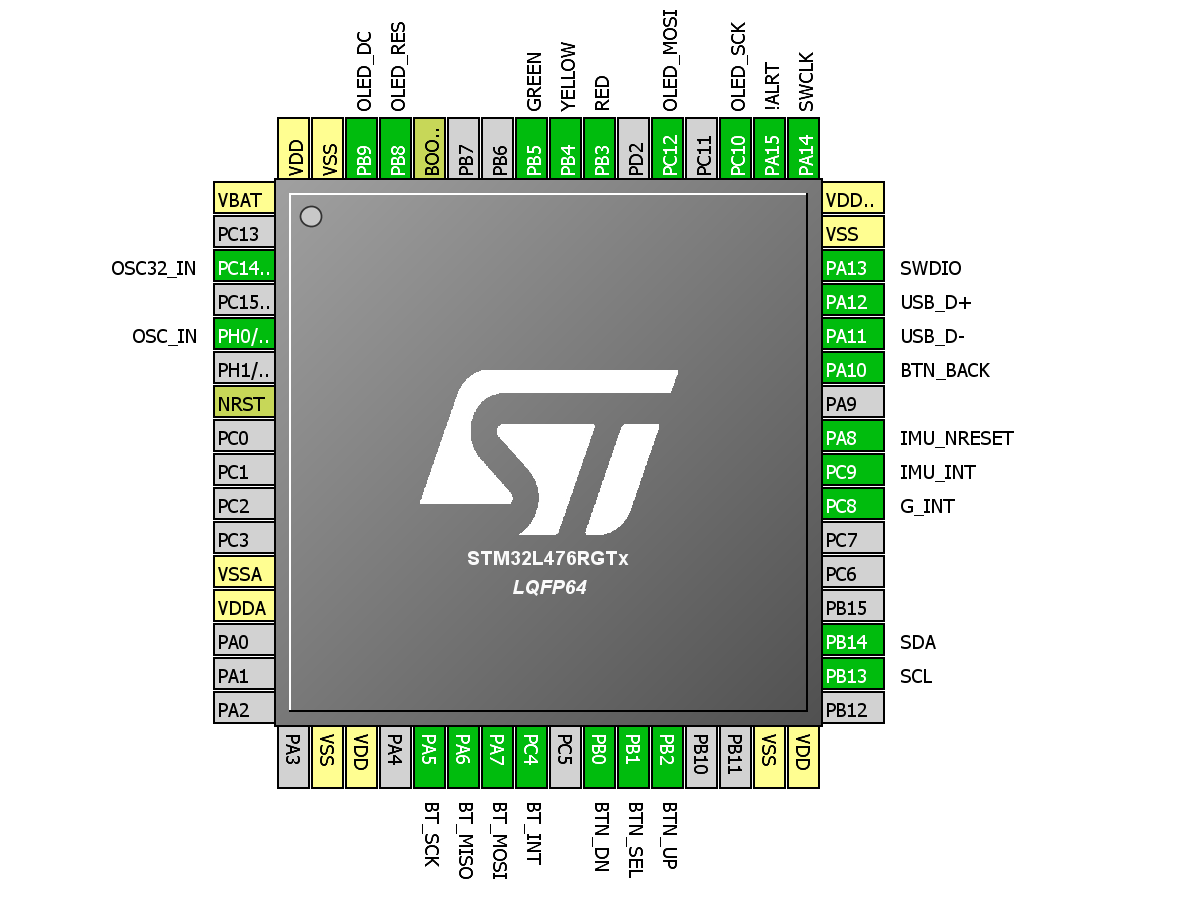 OLED_DC
OLED_RES
GREEN
YELLOW
RED
OLED_MOSI
OLED_SCK
!ALRT
SWCLK
VDD
VSS
PB9
PB8
BOO..
PB7
PB6
PB5
PB4
PB3
PD2
PC12
PC11
PC10
PA15
PA14
VBAT
PC13
OSC32_IN PC14..
PC15..
OSC_IN PH0/..
PH1/..
NRST
PC0
PC1
PC2
PC3
VSSA
VDDA
PA0
PA1
PA2
STM32L476RGTx
LQFP64
VDD..
VSS
PA13 SWDIO
PA12 USB_D+
PA11 USB_D-
PA10 BTN_BACK
PA9
PA8 IMU_NRESET
PC9 IMU_INT
PC8 G_INT
PC7
PC6
PB15
PB14 SDA
PB13 SCL
PB12
PA3
VSS
VDD
PA4
PA5
PA6
PA7
PC4
PC5
PB0
PB1
PB2
PB10
PB11
VSS
VDD
BT_SCK
BT_MISO
BT_MOSI
BT_INT
BTN_DN
BTN_SEL
BTN_UP